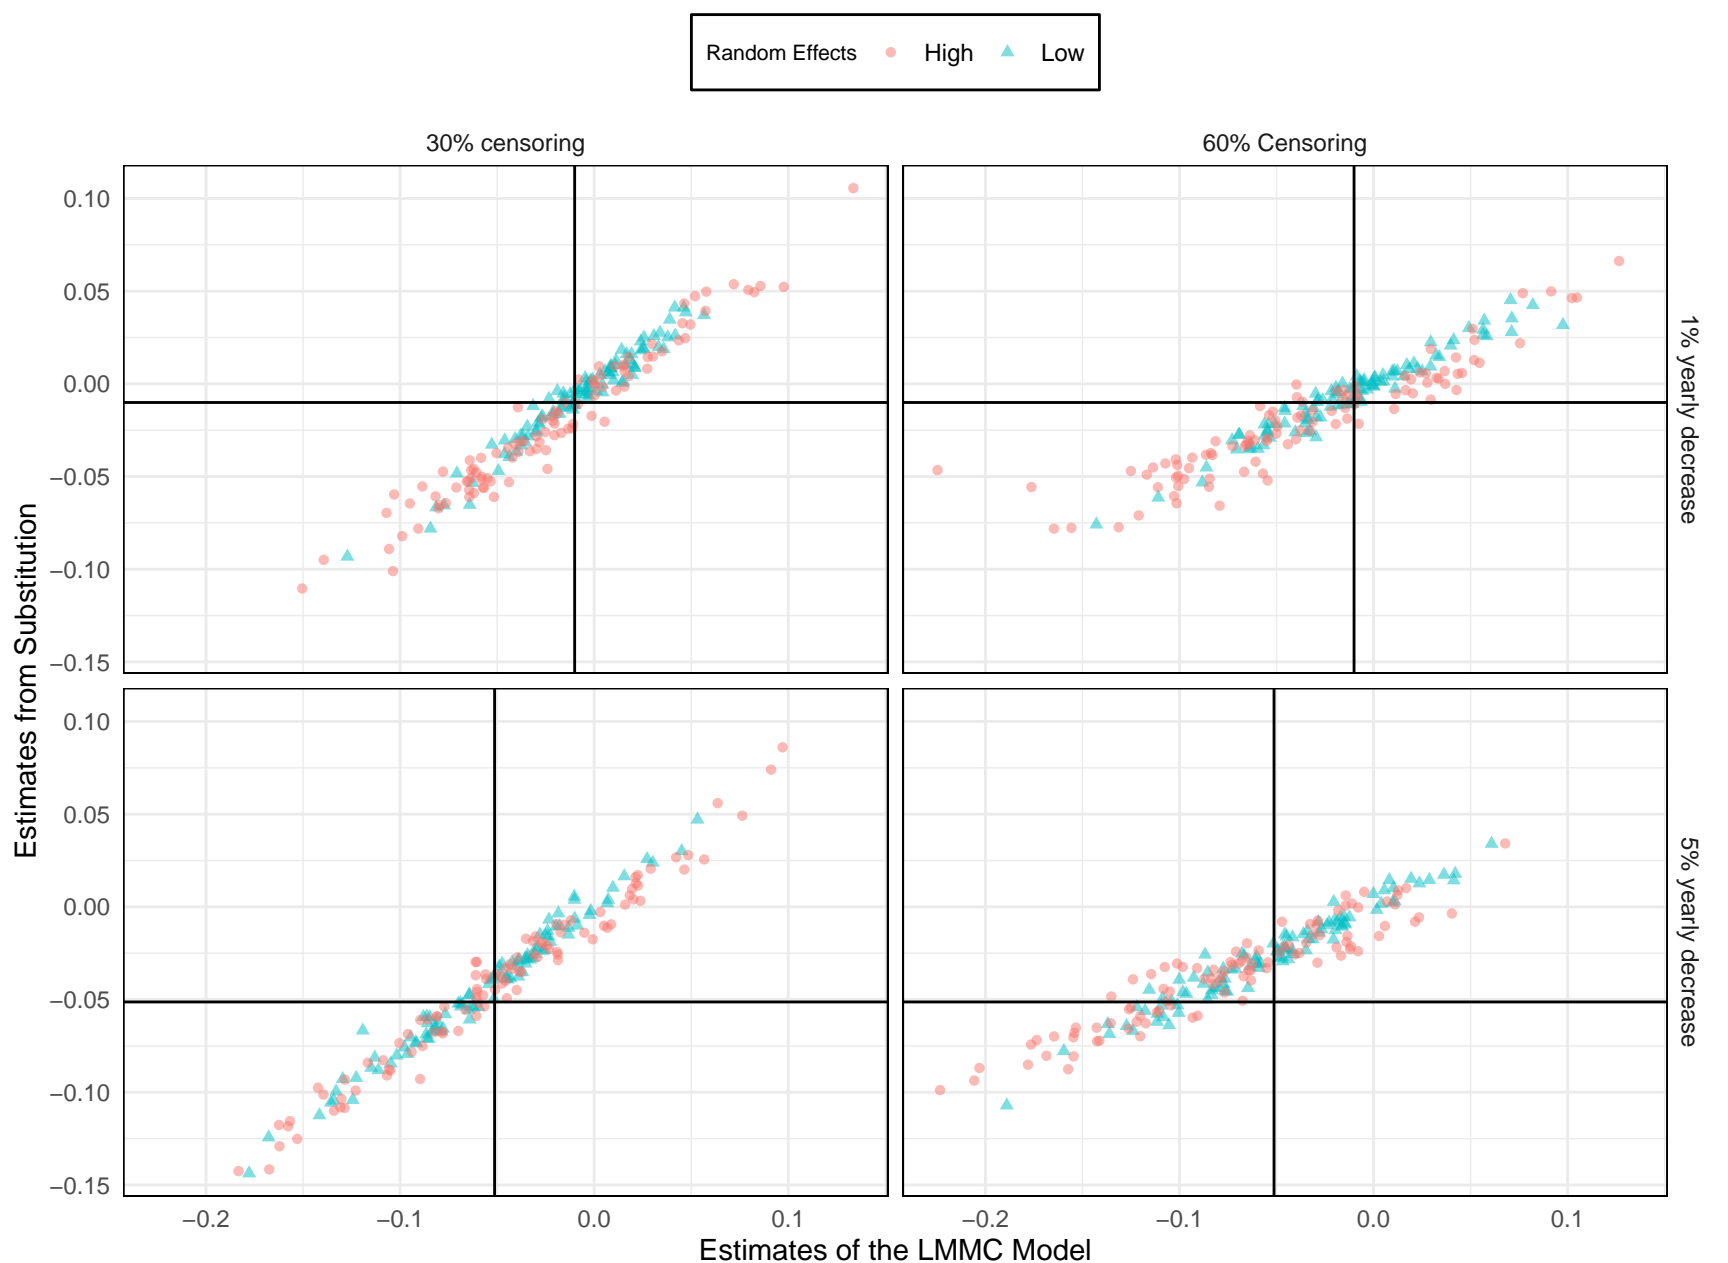 Random Effects High Low
30% censoring 60% Censoring
0.10
0.05
0.00
−0.05
−0.10
−0.15
1% yearly decrease
Estimates from Substitution
0.10
0.05
0.00
−0.05
−0.10
−0.15
5% yearly decrease
−0.2 −0.1 0.0 0.1 −0.2 −0.1 0.0 0.1
Estimates of the LMMC Model